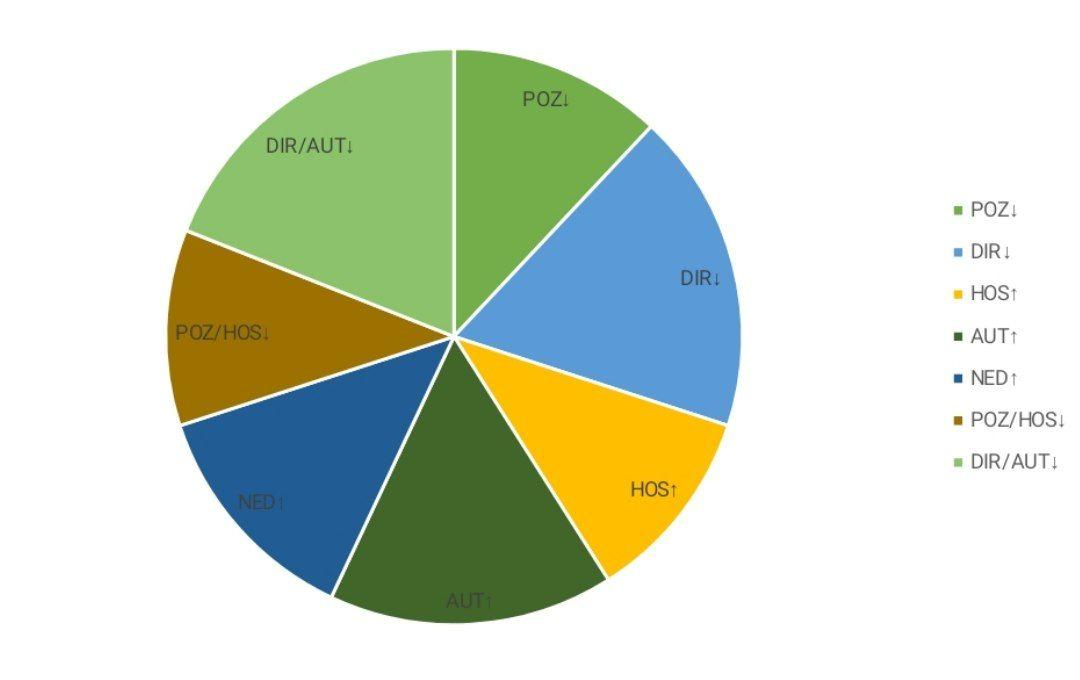 POZ↓
DIR/AUT↓
DIR↓
POZ/HOS↓
HOS↑
NED↑
AUT↑
POZ↓
DIR↓
HOS↑
AUT↑
NED↑
POZ/HOS↓
DIR/AUT↓